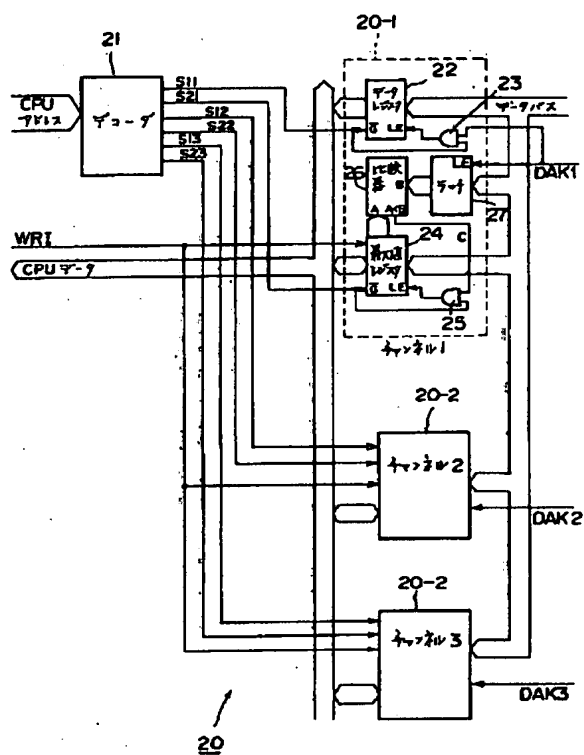 20-1
21
22
23
S11
S21
S12
S22
S13
S23
CPU
アドレス
デコーダ
データ
レジスタ
G LE
データバス
DAK1
26
比較
器
B
A A>B
LE
ラッチ
27
24
C
WRI
CPUデータ
最大値
レジスタ
G LE
25
チャンネル1
20-2
チャンネル2
DAK2
20-2
チャンネル3
DAK3
20